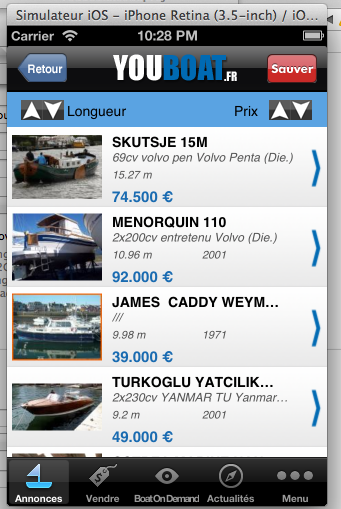 Simulateur iOS - iPhone Retina (3.5-inch) / iO...
Carrier 10:28 PM
Retour YOUBOAT.FR Sauver
Longueur Prix
SKUTSJE 15M
69cv volvo pen Volvo Penta (Die.)
15.27 m
74.500 €
MENORQUIN 110
2x200cv entretenu Volvo (Die.)
10.96 m 2001
92.000 €
JAMES CADDY WEYM...
///
9.98 m 1971
39.000 €
TURKOGLU YATCILIK...
2x230cv YANMAR TU Yanmar...
9.2 m 2001
49.000 €
Annonces Vendre BoatOnDemand Actualités Menu